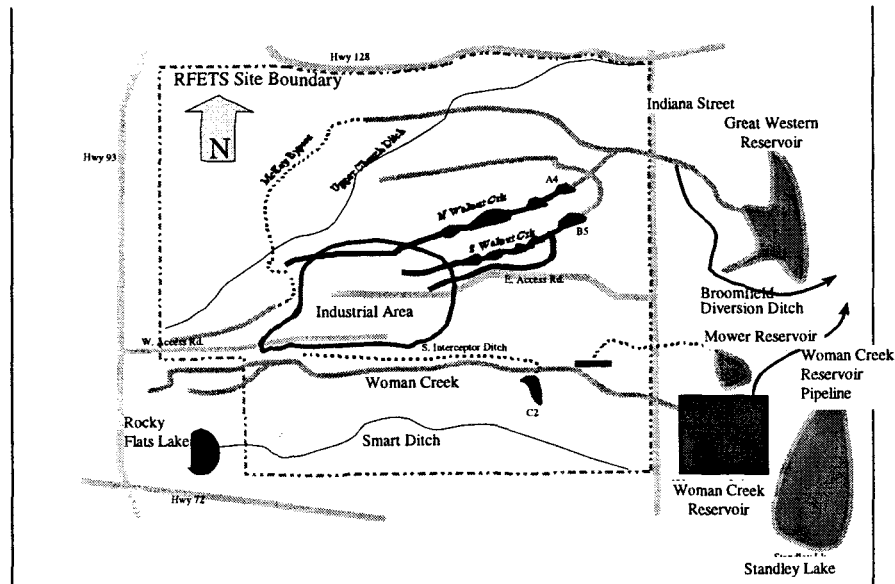 Hwy 128
RFETS Site Boundary
N
Hwy 93
McKay Bypass
Upper Church Ditch
Indiana Street
Great Western
Reservoir
A4
N Walnut Crk
B5
S Walnut Crk
E. Access Rd.
Industrial Area
Broomfield
Diversion Ditch
W. Access Rd.
S. Interceptor Ditch
Mower Reservoir
Woman Creek
Reservoir
Pipeline
Woman Creek
C2
Rocky
Flats Lake
Smart Ditch
Hwy 72
Woman Creek
Reservoir
Standley Lake